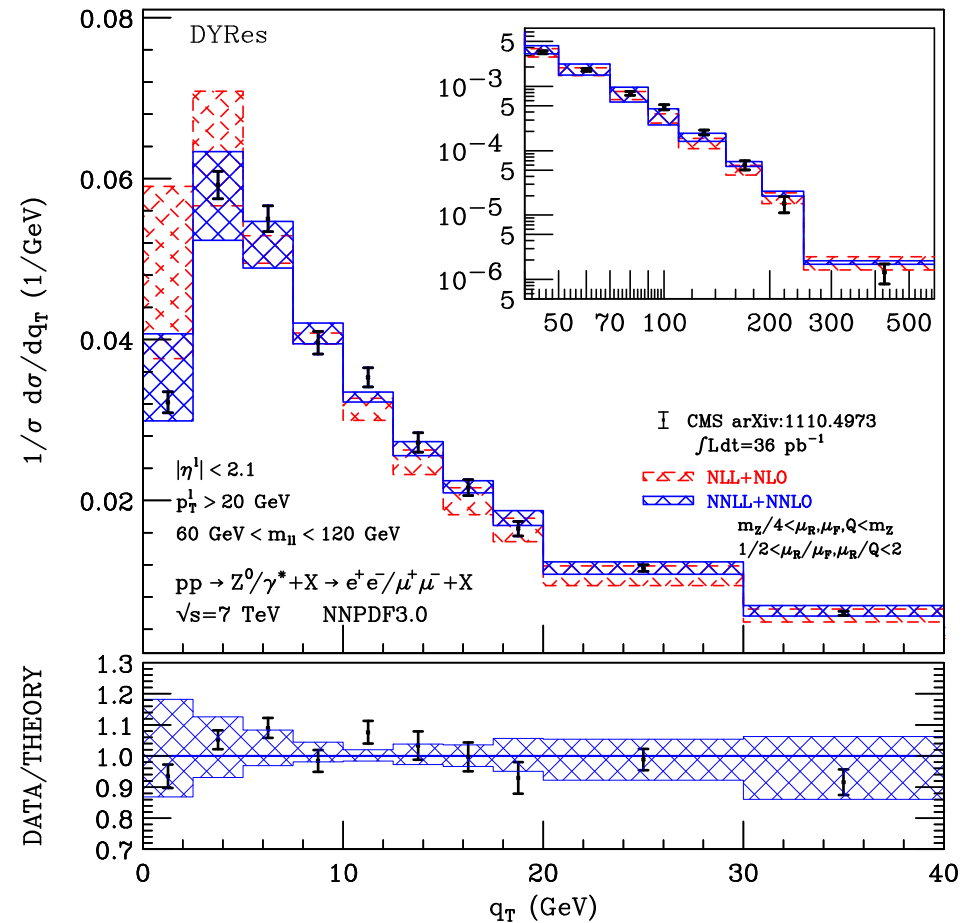 DYRes
1/σ dσ/dq_T (1/GeV)
0.08
0.06
0.04
0.02
5
10⁻³
5
10⁻⁴
5
10⁻⁵
5
10⁻⁶
5
50 70 100 200 300 500
CMS arXiv:1110.4973
∫Ldt=36 pb⁻¹
NLL+NLO
NNLL+NNLO
m_Z/4<μ_R,μ_F,Q<m_Z
1/2<μ_R/μ_F,μ_R/Q<2
|η^l|<2.1
p_T^l>20 GeV
60 GeV<m_ll<120 GeV
pp→Z⁰/γ*+X→e⁺e⁻/μ⁺μ⁻+X
√s=7 TeV NNPDF3.0
DATA/THEORY
1.3
1.2
1.1
1.0
0.9
0.8
0.7
0 10 20 30 40
q_T (GeV)